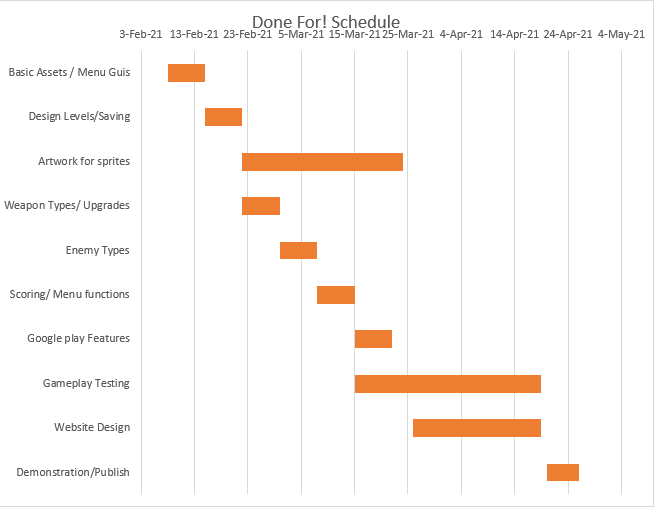 Done For! Schedule
3-Feb-21 13-Feb-21 23-Feb-21 5-Mar-21 15-Mar-21 25-Mar-21 4-Apr-21 14-Apr-21 24-Apr-21 4-May-21
Basic Assets / Menu Guis
Design Levels/Saving
Artwork for sprites
Weapon Types/ Upgrades
Enemy Types
Scoring/ Menu functions
Google play Features
Gameplay Testing
Website Design
Demonstration/Publish